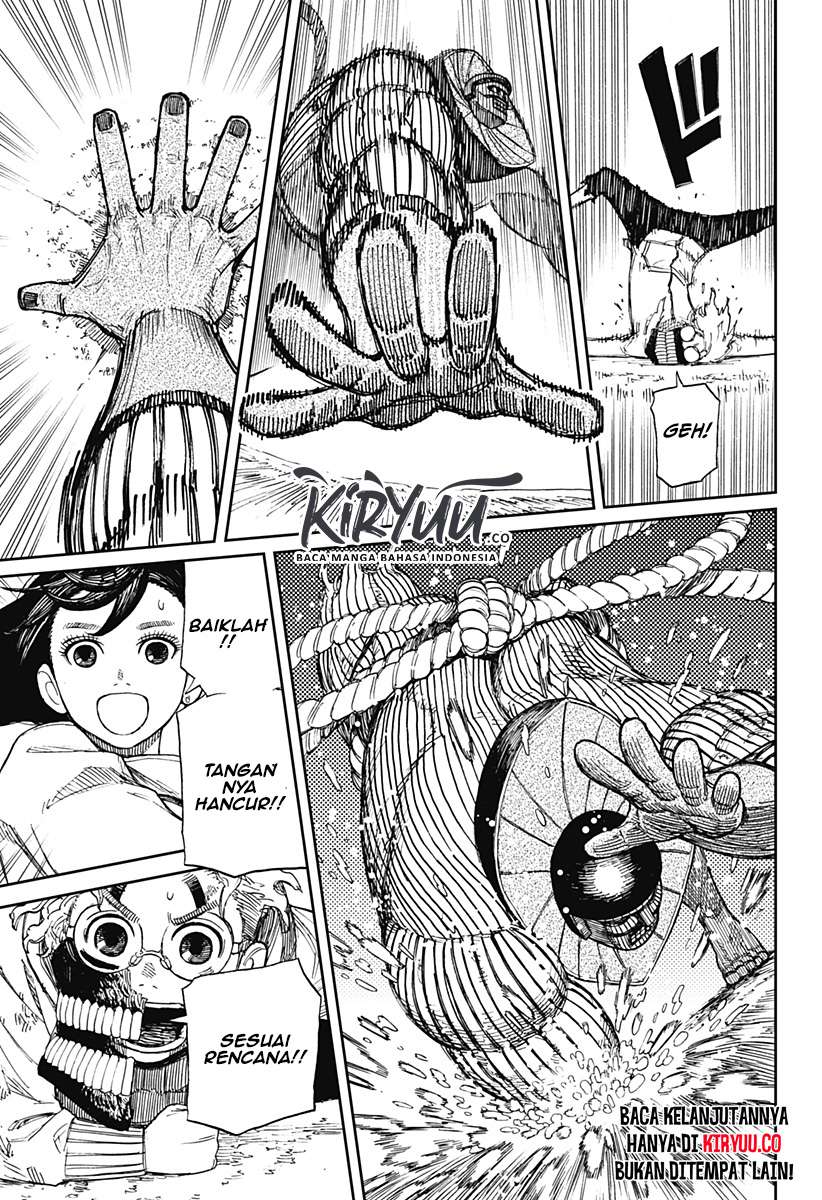 ドド
GEH!
KIRYUU.CO
BACA MANGA BAHASA INDONESIA
BAIKLAH
!!
TANGAN
NYA
HANCUR!!
SESUAI
RENCANA!!
BACA KELANJUTANNYA
HANYA DI KIRYUU.CO
BUKAN DITEMPAT LAIN!